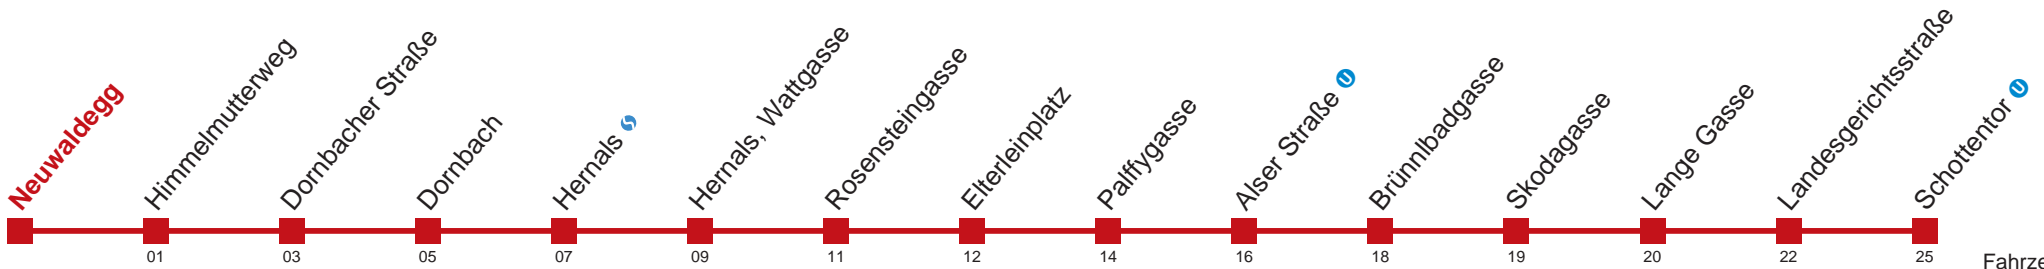 Neuwaldegg
Himmelmutterweg
Dornbacher Straße
Dornbach
Hernals
Hernals, Wattgasse
Rosensteingasse
Elterleinplatz
Palffygasse
Alser Straße U
Brünnlbadgasse
Skodagasse
Lange Gasse
Landesgerichtsstraße
Schottentor U
01 03 05 07 09 11 12 14 16 18 19 20 22 25
Fahrze